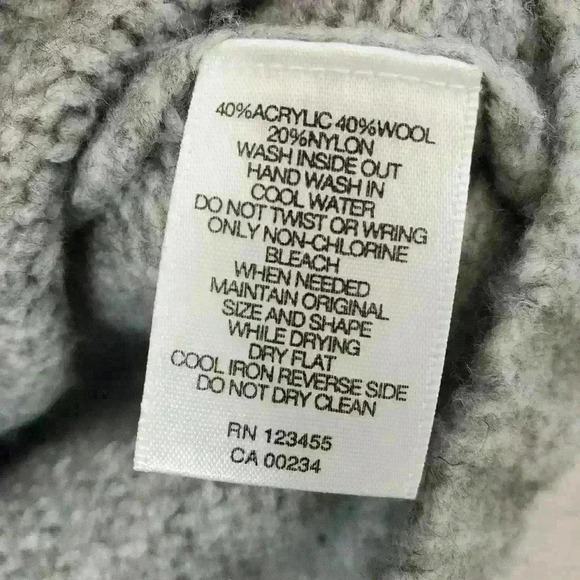 40%ACRYLIC 40%WOOL
20%NYLON
WASH INSIDE OUT
HAND WASH IN
COOL WATER
DO NOT TWIST OR WRING
ONLY NON-CHLORINE
BLEACH
WHEN NEEDED
MAINTAIN ORIGINAL
SIZE AND SHAPE
WHILE DRYING
DRY FLAT
COOL IRON REVERSE SIDE
DO NOT DRY CLEAN
RN 123455
CA 00234